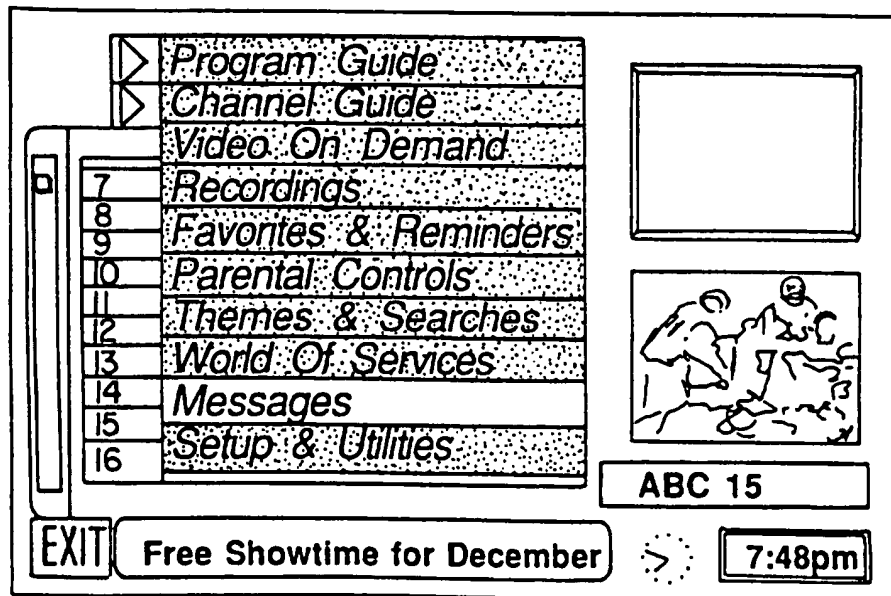 Program Guide
Channel Guide
Video On Demand
7 Recordings
8
9 Favorites & Reminders
10 Parental Controls
11
12 Themes & Searches
13 World Of Services
14 Messages
15
16 Setup & Utilities
ABC 15
EXIT Free Showtime for December 7:48pm